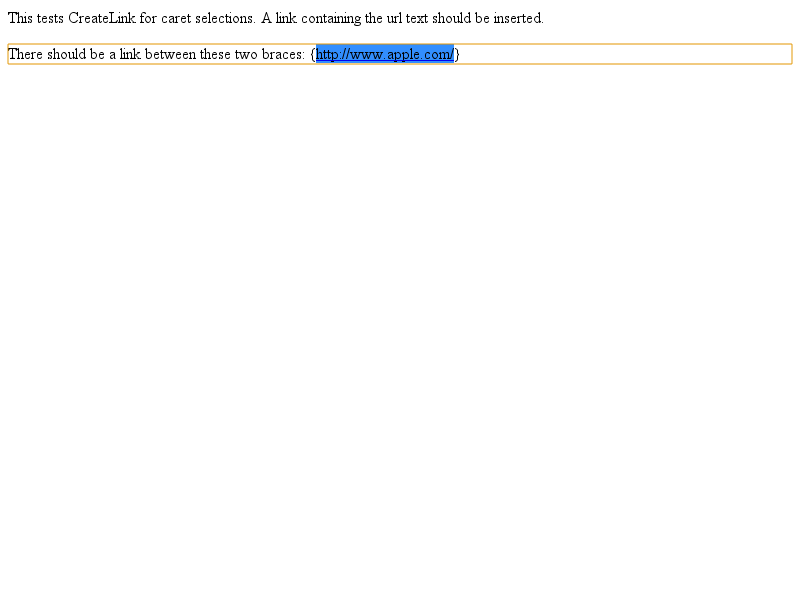 This tests CreateLink for caret selections. A link containing the url text should be inserted.
There should be a link between these two braces: {http://www.apple.com/}